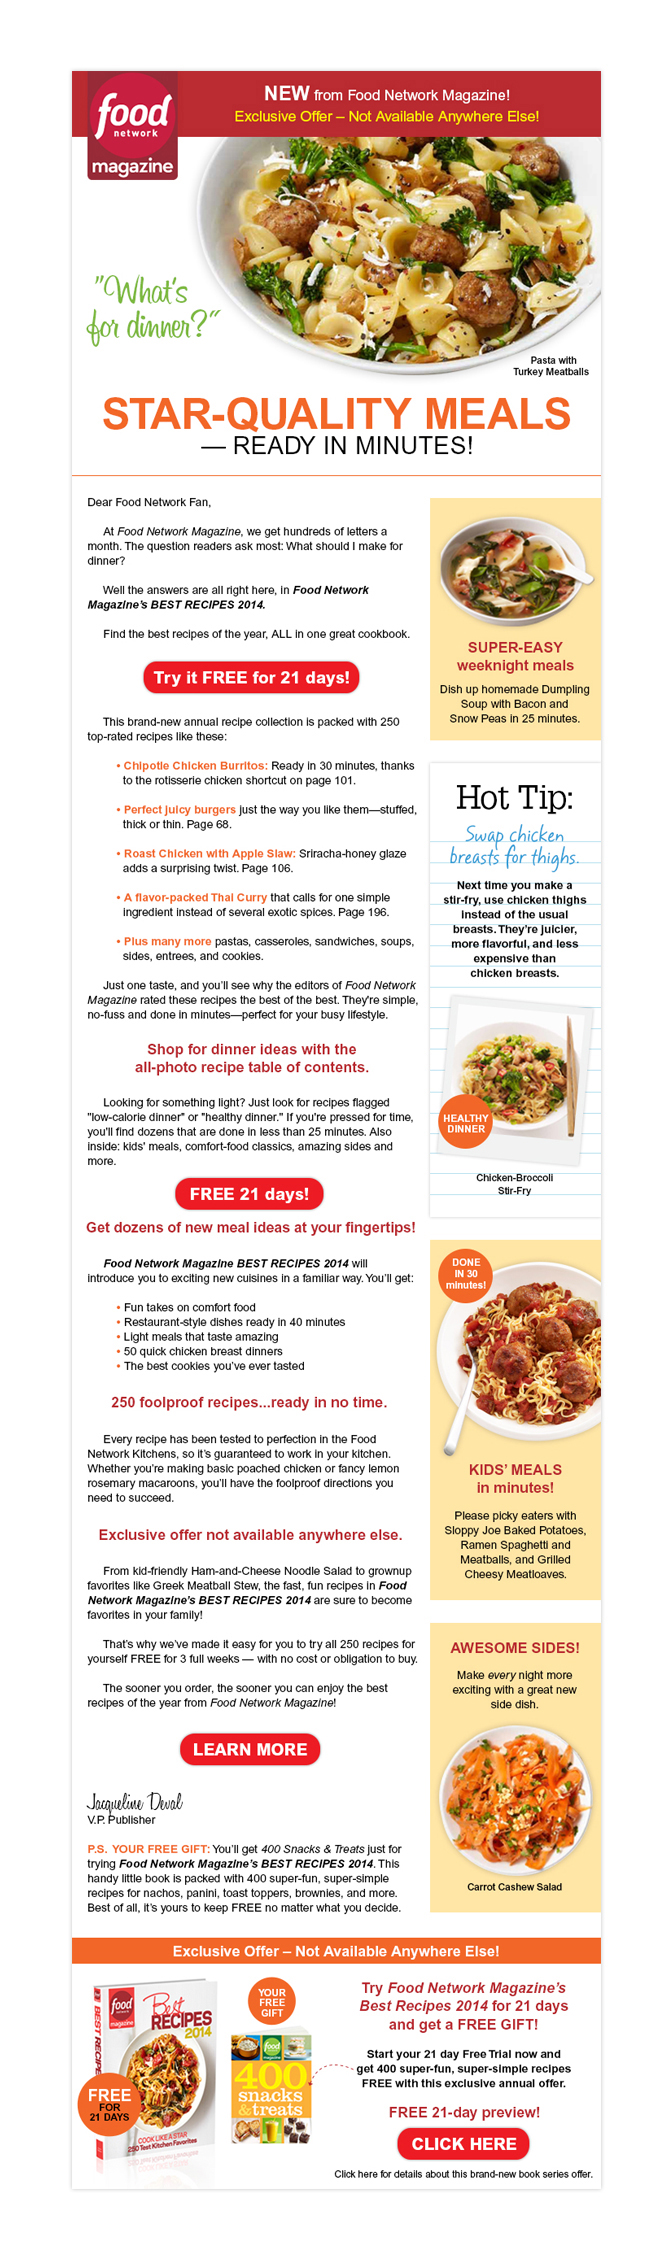 food
network
magazine
NEW from Food Network Magazine!
Exclusive Offer – Not Available Anywhere Else!
"What's
for dinner?"
Pasta with
Turkey Meatballs
STAR-QUALITY MEALS
— READY IN MINUTES!
Dear Food Network Fan,
At Food Network Magazine, we get hundreds of letters a
month. The question readers ask most: What should I make for
dinner?
Well the answers are all right here, in Food Network
Magazine's BEST RECIPES 2014.
Find the best recipes of the year, ALL in one great cookbook.
Try it FREE for 21 days!
This brand-new annual recipe collection is packed with 250
top-rated recipes like these:
• Chipotle Chicken Burritos: Ready in 30 minutes, thanks
to the rotisserie chicken shortcut on page 101.
• Perfect juicy burgers just the way you like them—stuffed,
thick or thin. Page 68.
• Roast Chicken with Apple Slaw: Sriracha-honey glaze
adds a surprising twist. Page 106.
• A flavor-packed Thai Curry that calls for one simple
ingredient instead of several exotic spices. Page 196.
• Plus many more pastas, casseroles, sandwiches, soups,
sides, entrees, and cookies.
Just one taste, and you'll see why the editors of Food Network
Magazine rated these recipes the best of the best. They're simple,
no-fuss and done in minutes—perfect for your busy lifestyle.
Shop for dinner ideas with the
all-photo recipe table of contents.
Looking for something light? Just look for recipes flagged
"low-calorie dinner" or "healthy dinner." If you're pressed for time,
you'll find dozens that are done in less than 25 minutes. Also
inside: kids' meals, comfort-food classics, amazing sides and
more.
FREE 21 days!
Get dozens of new meal ideas at your fingertips!
Food Network Magazine BEST RECIPES 2014 will
introduce you to exciting new cuisines in a familiar way. You'll get:
• Fun takes on comfort food
• Restaurant-style dishes ready in 40 minutes
• Light meals that taste amazing
• 50 quick chicken breast dinners
• The best cookies you've ever tasted
250 foolproof recipes...ready in no time.
Every recipe has been tested to perfection in the Food
Network Kitchens, so it's guaranteed to work in your kitchen.
Whether you're making basic poached chicken or fancy lemon
rosemary macaroons, you'll have the foolproof directions you
need to succeed.
Exclusive offer not available anywhere else.
From kid-friendly Ham-and-Cheese Noodle Salad to grownup
favorites like Greek Meatball Stew, the fast, fun recipes in Food
Network Magazine's BEST RECIPES 2014 are sure to become
favorites in your family!
That's why we've made it easy for you to try all 250 recipes for
yourself FREE for 3 full weeks — with no cost or obligation to buy.
The sooner you order, the sooner you can enjoy the best
recipes of the year from Food Network Magazine!
LEARN MORE
Jacqueline Deval
V.P. Publisher
P.S. YOUR FREE GIFT: You'll get 400 Snacks & Treats just for
trying Food Network Magazine's BEST RECIPES 2014. This
handy little book is packed with 400 super-fun, super-simple
recipes for nachos, panini, toast toppers, brownies, and more.
Best of all, it's yours to keep FREE no matter what you decide.
SUPER-EASY
weeknight meals
Dish up homemade Dumpling
Soup with Bacon and
Snow Peas in 25 minutes.
Hot Tip:
Swap chicken
breasts for thighs.
Next time you make a
stir-fry, use chicken thighs
instead of the usual
breasts. They're juicier,
more flavorful, and less
expensive than
chicken breasts.
HEALTHY
DINNER
Chicken-Broccoli
Stir-Fry
DONE
IN 30
minutes!
KIDS' MEALS
in minutes!
Please picky eaters with
Sloppy Joe Baked Potatoes,
Ramen Spaghetti and
Meatballs, and Grilled
Cheesy Meatloaves.
AWESOME SIDES!
Make every night more
exciting with a great new
side dish.
Carrot Cashew Salad
Exclusive Offer – Not Available Anywhere Else!
BEST RECIPES
food
network
magazine
Best
RECIPES
2014
FREE
FOR
21 DAYS
COOK LIKE A STAR
250 Test Kitchen Favorites
YOUR
FREE
GIFT
food
400
snacks
&treats
Try Food Network Magazine's
Best Recipes 2014 for 21 days
and get a FREE GIFT!
Start your 21 day Free Trial now and
get 400 super-fun, super-simple recipes
FREE with this exclusive annual offer.
FREE 21-day preview!
CLICK HERE
Click here for details about this brand-new book series offer.